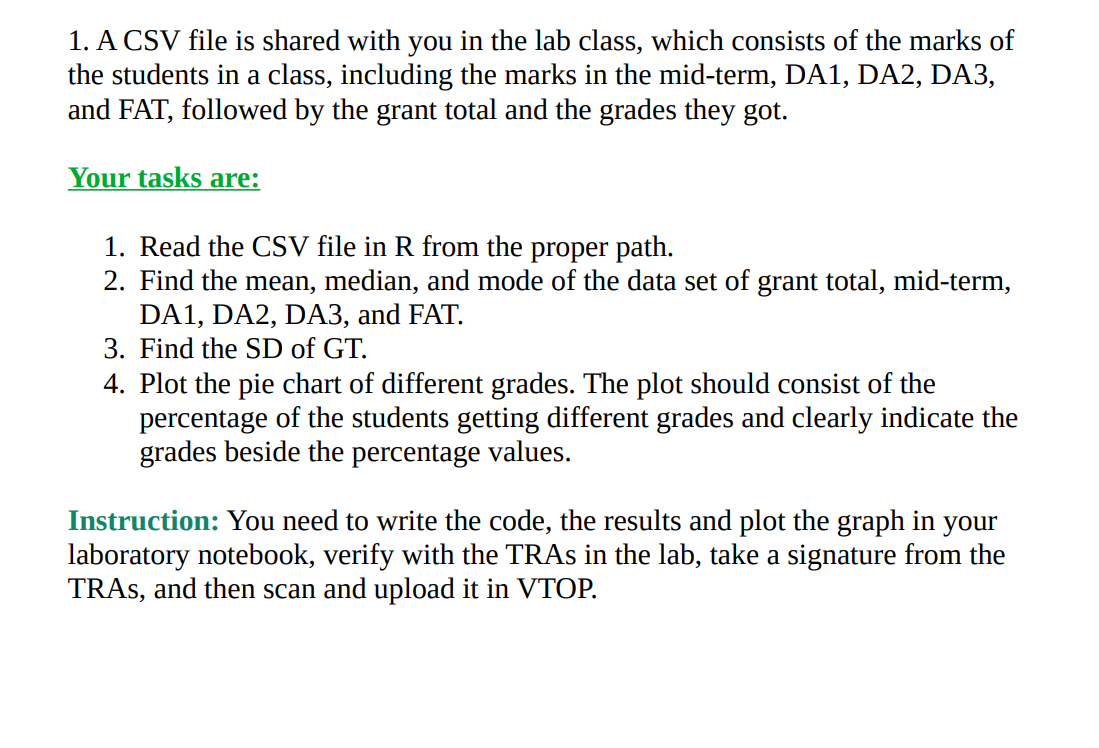 1. A CSV file is shared with you in the lab class, which consists of the marks of
the students in a class, including the marks in the mid-term, DA1, DA2, DA3,
and FAT, followed by the grant total and the grades they got.
Your tasks are:
1. Read the CSV file in R from the proper path.
2. Find the mean, median, and mode of the data set of grant total, mid-term,
DA1, DA2, DA3, and FAT.
3. Find the SD of GT.
4. Plot the pie chart of different grades. The plot should consist of the
percentage of the students getting different grades and clearly indicate the
grades beside the percentage values.
Instruction: You need to write the code, the results and plot the graph in your
laboratory notebook, verify with the TRAs in the lab, take a signature from the
TRAs, and then scan and upload it in VTOP.